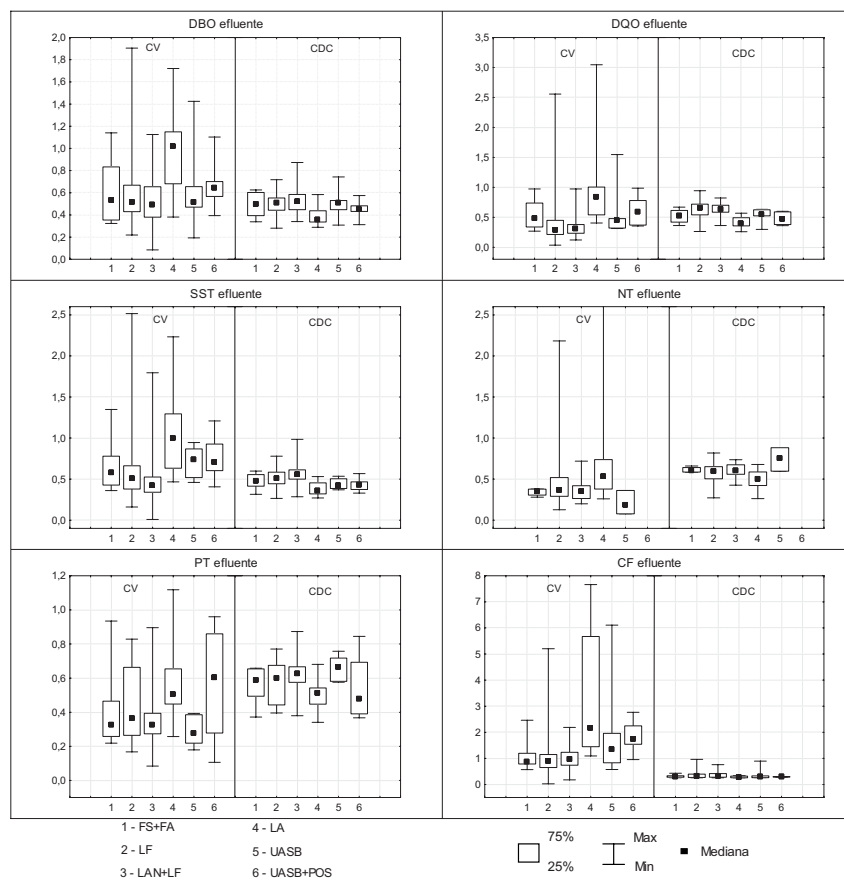 DBO efluente
CV
CDC
2,0
1,8
1,6
1,4
1,2
1,0
0,8
0,6
0,4
0,2
0,0
1 2 3 4 5 6 1 2 3 4 5 6
DQO efluente
CV
CDC
3,5
3,0
2,5
2,0
1,5
1,0
0,5
0,0
1 2 3 4 5 6 1 2 3 4 5 6
SST efluente
CV
CDC
2,5
2,0
1,5
1,0
0,5
0,0
1 2 3 4 5 6 1 2 3 4 5 6
NT efluente
CV
CDC
2,5
2,0
1,5
1,0
0,5
0,0
1 2 3 4 5 6 1 2 3 4 5 6
PT efluente
CV
CDC
1,2
1,0
0,8
0,6
0,4
0,2
0,0
1 2 3 4 5 6 1 2 3 4 5 6
CF efluente
CV
CDC
8
7
6
5
4
3
2
1
0
1 2 3 4 5 6 1 2 3 4 5 6
1 - FS+FA
2 - LF
3 - LAN+LF
4 - LA
5 - UASB
6 - UASB+POS
75%
25%
Max
Min
Mediana